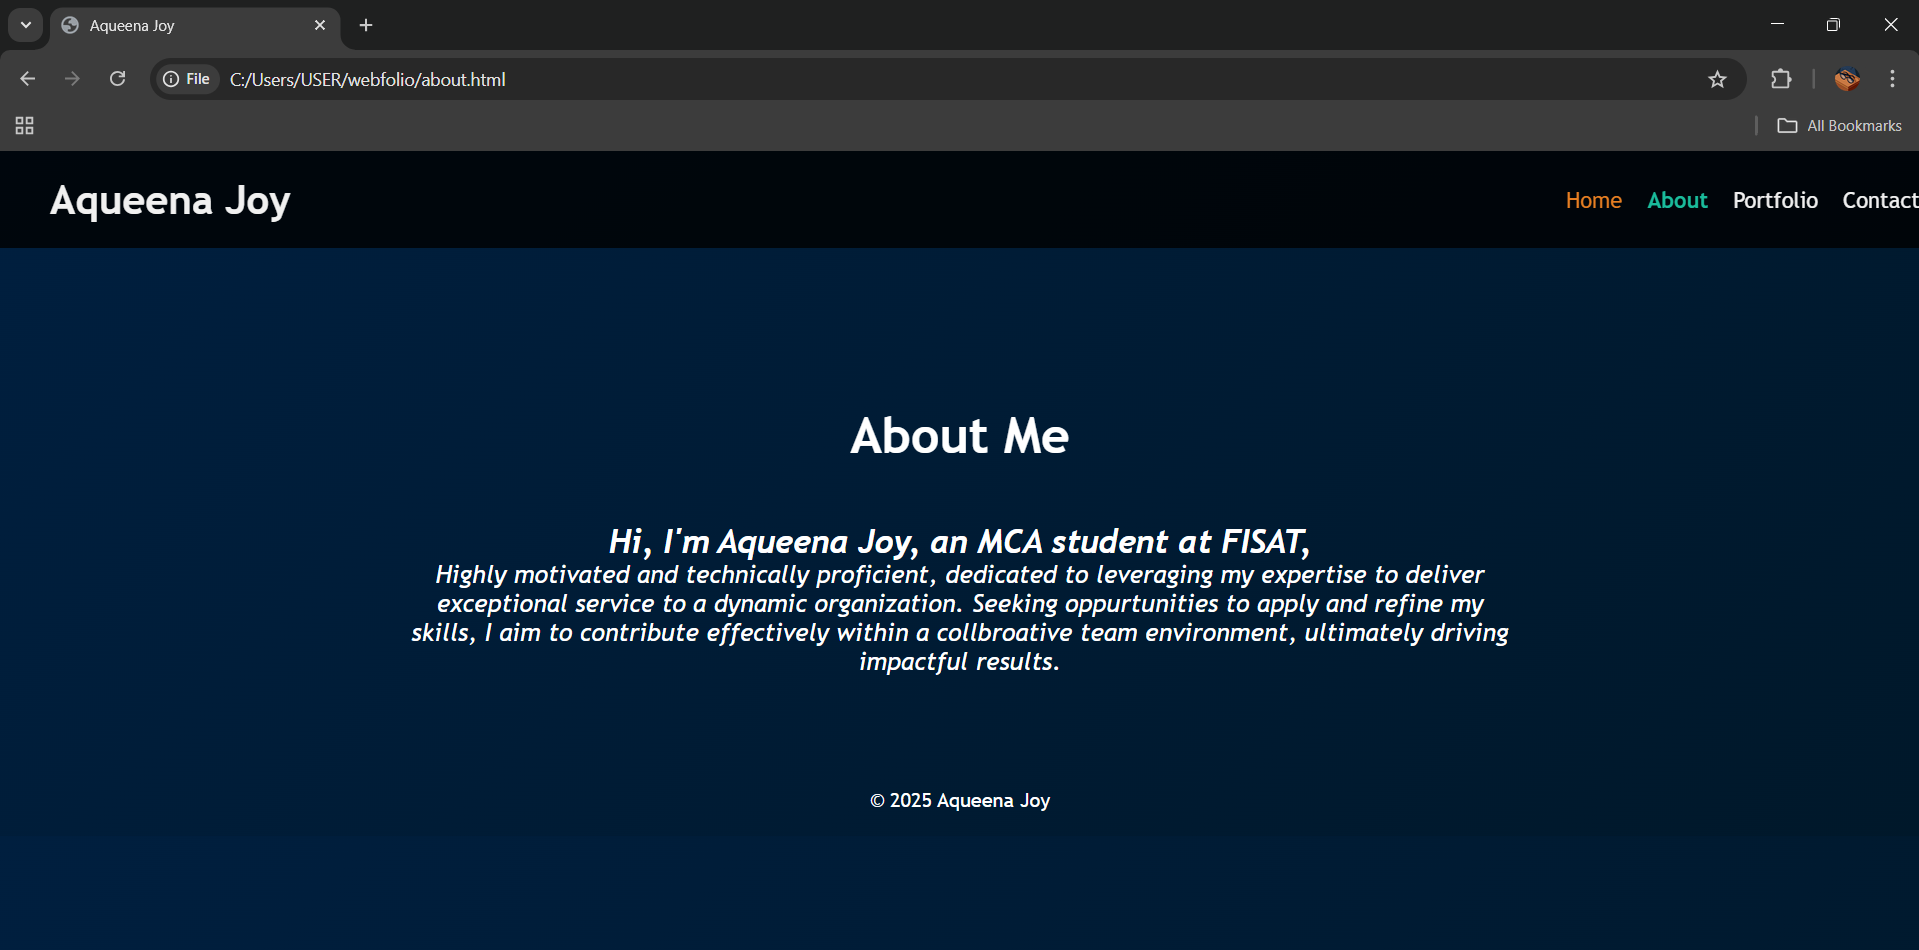 Aqueena Joy
File C:/Users/USER/webfolio/about.html
All Bookmarks
Aqueena Joy
Home About Portfolio Contact
About Me
Hi, I'm Aqueena Joy, an MCA student at FISAT,
Highly motivated and technically proficient, dedicated to leveraging my expertise to deliver
exceptional service to a dynamic organization. Seeking oppurtunities to apply and refine my
skills, I aim to contribute effectively within a collbroative team environment, ultimately driving
impactful results.
© 2025 Aqueena Joy